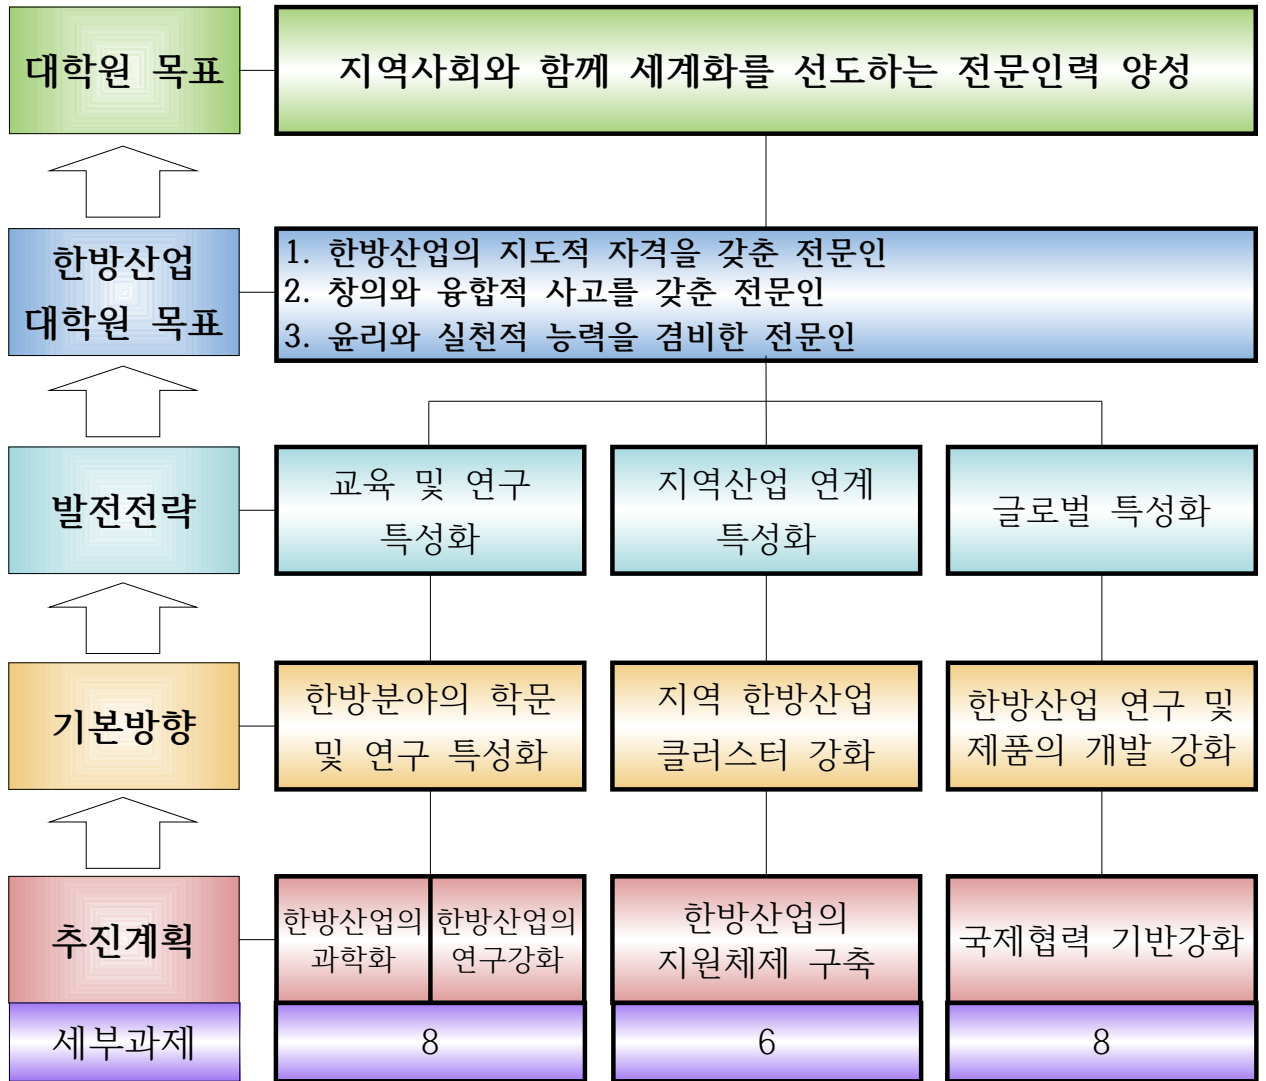 대학원 목표
지역사회와 함께 세계화를 선도하는 전문인력 양성
한방산업
대학원 목표
1. 한방산업의 지도적 자격을 갖춘 전문인
2. 창의와 융합적 사고를 갖춘 전문인
3. 윤리와 실천적 능력을 겸비한 전문인
발전전략
교육 및 연구
특성화
지역산업 연계
특성화
글로벌 특성화
기본방향
한방분야의 학문
및 연구 특성화
지역 한방산업
클러스터 강화
한방산업 연구 및
제품의 개발 강화
추진계획
한방산업의
과학화
한방산업의
연구강화
한방산업의
지원체제 구축
국제협력 기반강화
세부과제
8
6
8